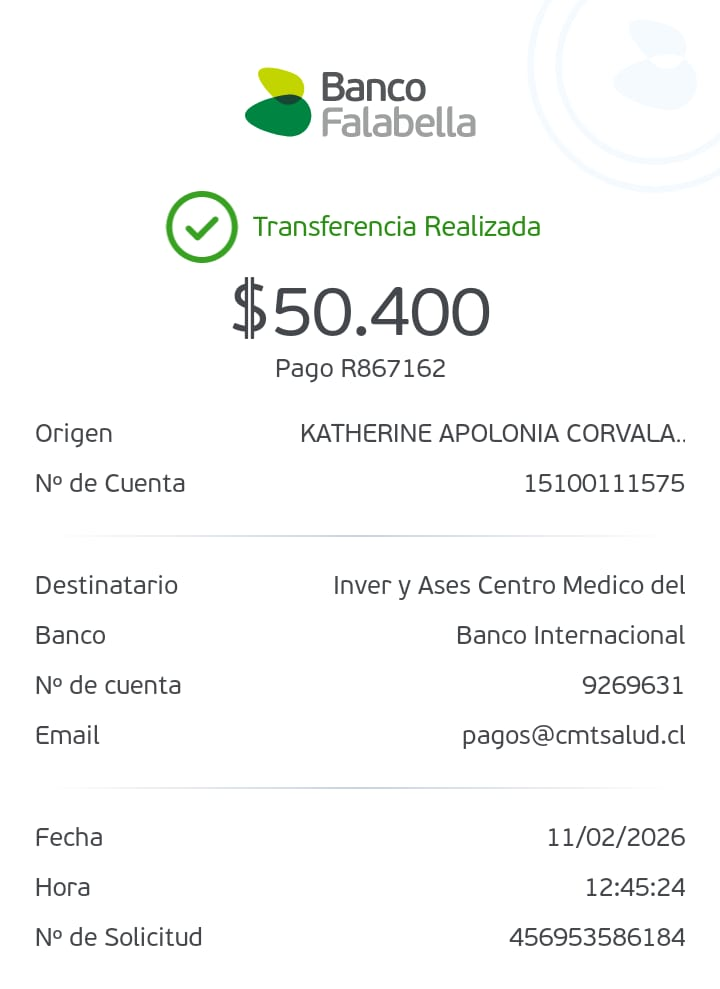 Banco
Falabella
Transferencia Realizada
$50.400
Pago R867162
Origen KATHERINE APOLONIA CORVALA..
Nº de Cuenta 15100111575
Destinatario Inver y Ases Centro Medico del
Banco Banco Internacional
Nº de cuenta 9269631
Email pagos@cmtsalud.cl
Fecha 11/02/2026
Hora 12:45:24
Nº de Solicitud 456953586184